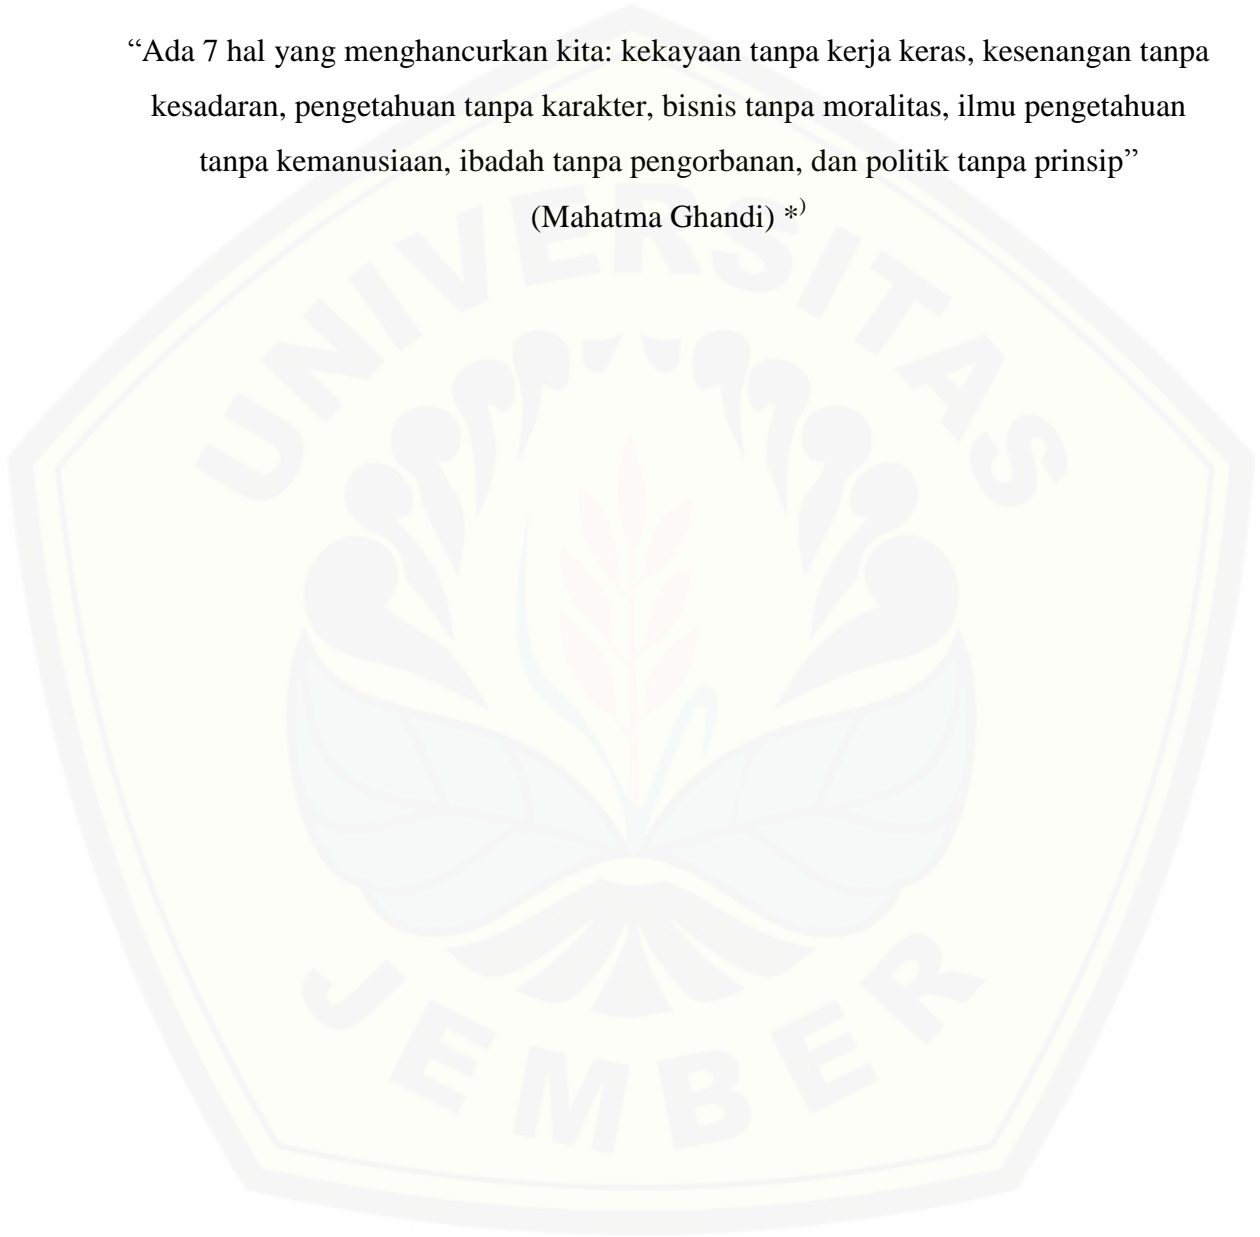 “Ada 7 hal yang menghancurkan kita: kekayaan tanpa kerja keras, kesenangan tanpa
kesadaran, pengetahuan tanpa karakter, bisnis tanpa moralitas, ilmu pengetahuan
tanpa kemanusiaan, ibadah tanpa pengorbanan, dan politik tanpa prinsip”
(Mahatma Ghandi) *)
UNIVERSITAS
JEMBER